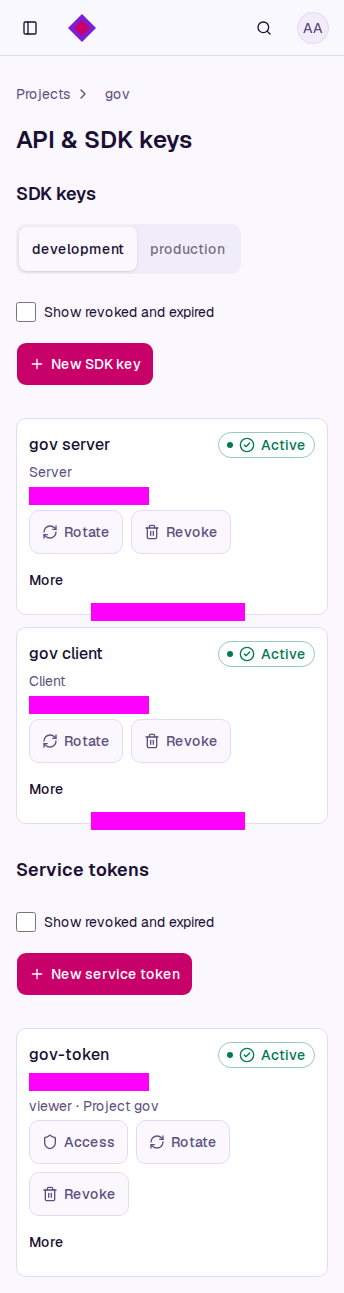 AA
Projects > gov
API & SDK keys
SDK keys
development production
Show revoked and expired
+ New SDK key
gov server Active
Server
Rotate Revoke
More
gov client Active
Client
Rotate Revoke
More
Service tokens
Show revoked and expired
+ New service token
gov-token Active
viewer · Project gov
Access Rotate
Revoke
More